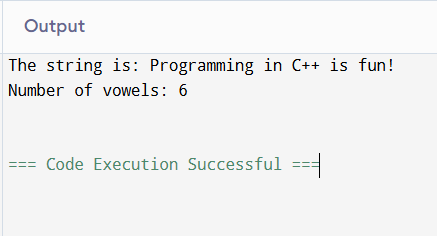 Output
The string is: Programming in C++ is fun!
Number of vowels: 6
=== Code Execution Successful ===